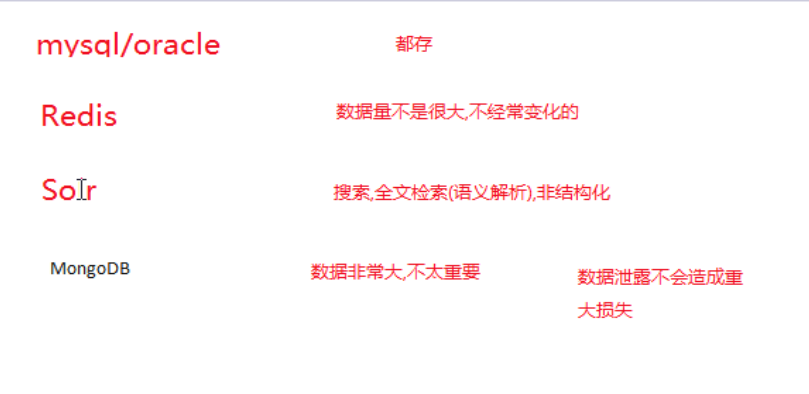 mysql/oracle 都存
Redis 数据量不是很大,不经常变化的
Solr 搜索,全文检索(语义解析),非结构化
MongoDB 数据非常大,不太重要 数据泄露不会造成重
大损失